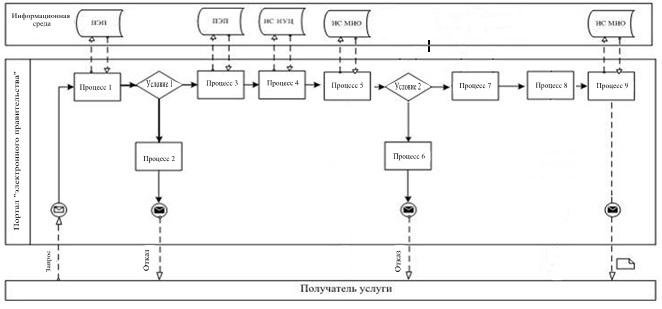 Информационная
среда
ПЭП
ПЭП
ИС НУЦ
ИС МИО
ИС МИО
Портал "электронного правительства"
Процесс 1
Условие 1
Процесс 3
Процесс 4
Процесс 5
Условие 2
Процесс 7
Процесс 8
Процесс 9
Процесс 2
Процесс 6
Запрос
Отказ
Отказ
Получатель услуги